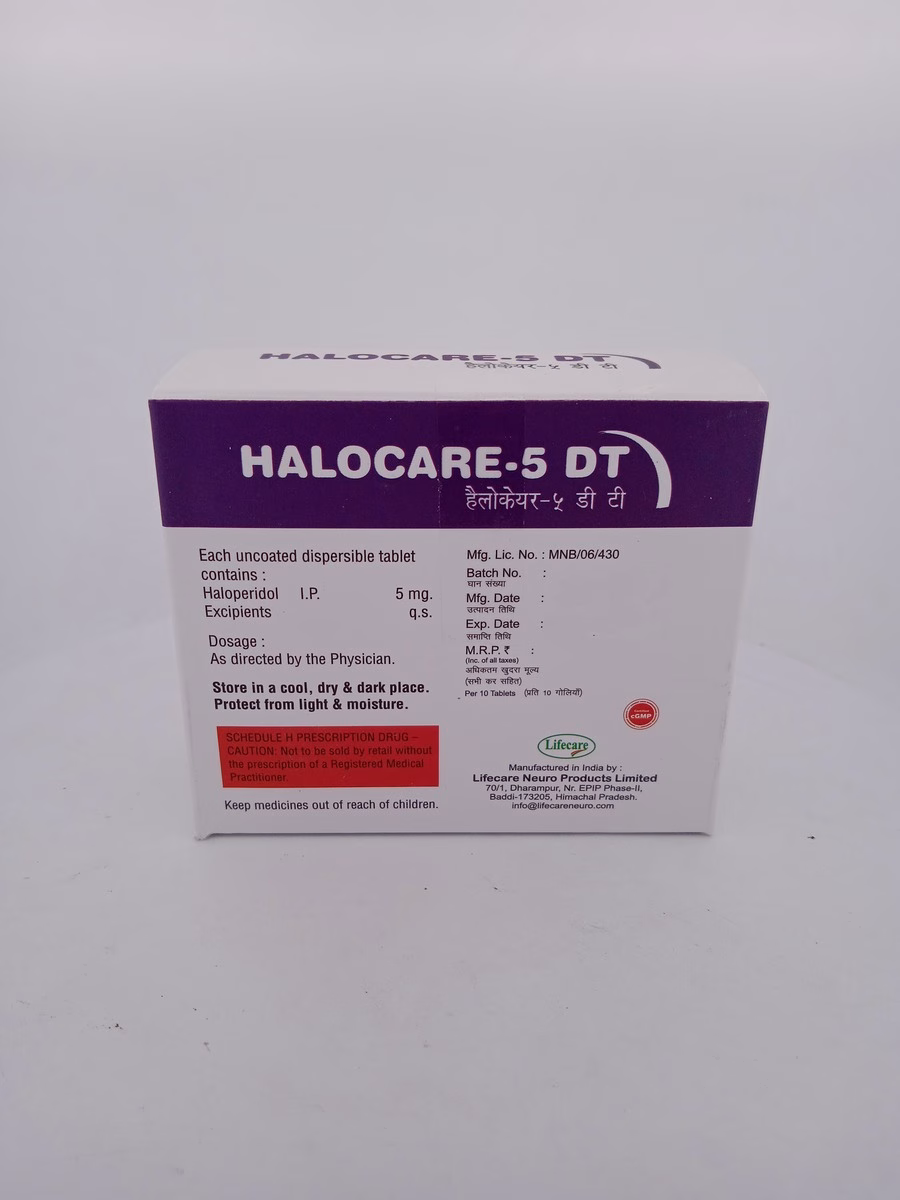 HALOCARE-5 DT
हैलोकेयर-५ डी टी
HALOCARE-5 DT
हैलोकेयर-५ डी टी
Each uncoated dispersible tablet
contains :
Haloperidol I.P. 5 mg.
Excipients q.s.
Dosage :
As directed by the Physician.
Store in a cool, dry & dark place.
Protect from light & moisture.
SCHEDULE H PRESCRIPTION DRUG –
CAUTION: Not to be sold by retail without
the prescription of a Registered Medical
Practitioner.
Keep medicines out of reach of children.
Mfg. Lic. No. : MNB/06/430
Batch No. :
घान संख्या
Mfg. Date :
उत्पादन तिथि
Exp. Date :
समाप्ति तिथि
M.R.P. ₹ :
(Inc. of all taxes)
अधिकतम खुदरा मूल्य
(सभी कर सहित)
Per 10 Tablets (प्रति 10 गोलियाँ)
cGMP
Lifecare
Manufactured in India by :
Lifecare Neuro Products Limited
70/1, Dharampur, Nr. EPIP Phase-II,
Baddi-173205, Himachal Pradesh.
info@lifecareneuro.com